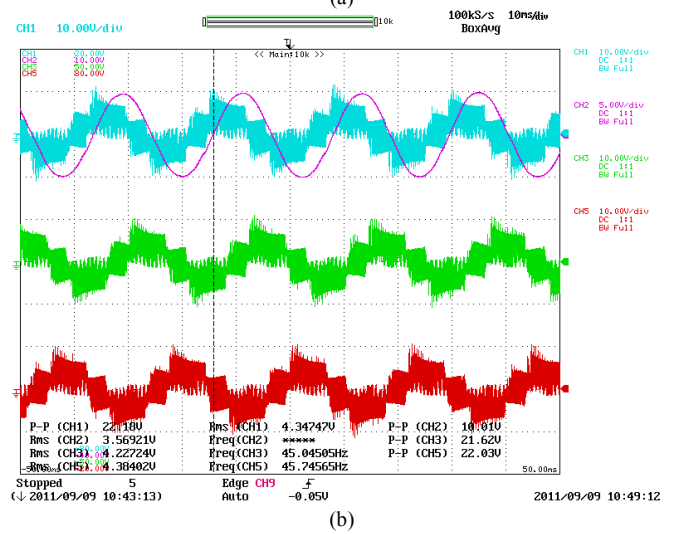 (a)
100kS/s 10ms/div
CH1 10.00V/div
10k
BoxAvg
<< Main:10k >>
CH1 20.00V
CH2 10.00V
CH3 50.00V
CH5 80.00V
CH1 10.00V/div
DC 1:1
BW Full
CH2 5.00V/div
DC 1:1
BW Full
CH3 10.00V/div
DC 1:1
BW Full
CH5 10.00V/div
DC 1:1
BW Full
P-P (CH1) 22.18V Rms (CH1) 4.34747V P-P (CH2) 10.01V
Rms (CH2) 3.56921V Freq(CH2) ***** P-P (CH3) 21.62V
Rms (CH3) 4.22724V Freq(CH3) 45.04505Hz P-P (CH5) 22.03V
Rms (CH5) 4.38402V Freq(CH5) 45.74565Hz
50.00ms
Stopped 5 Edge CH9
(↓ 2011/09/09 10:43:13) Auto -0.05V 2011/09/09 10:49:12
(b)